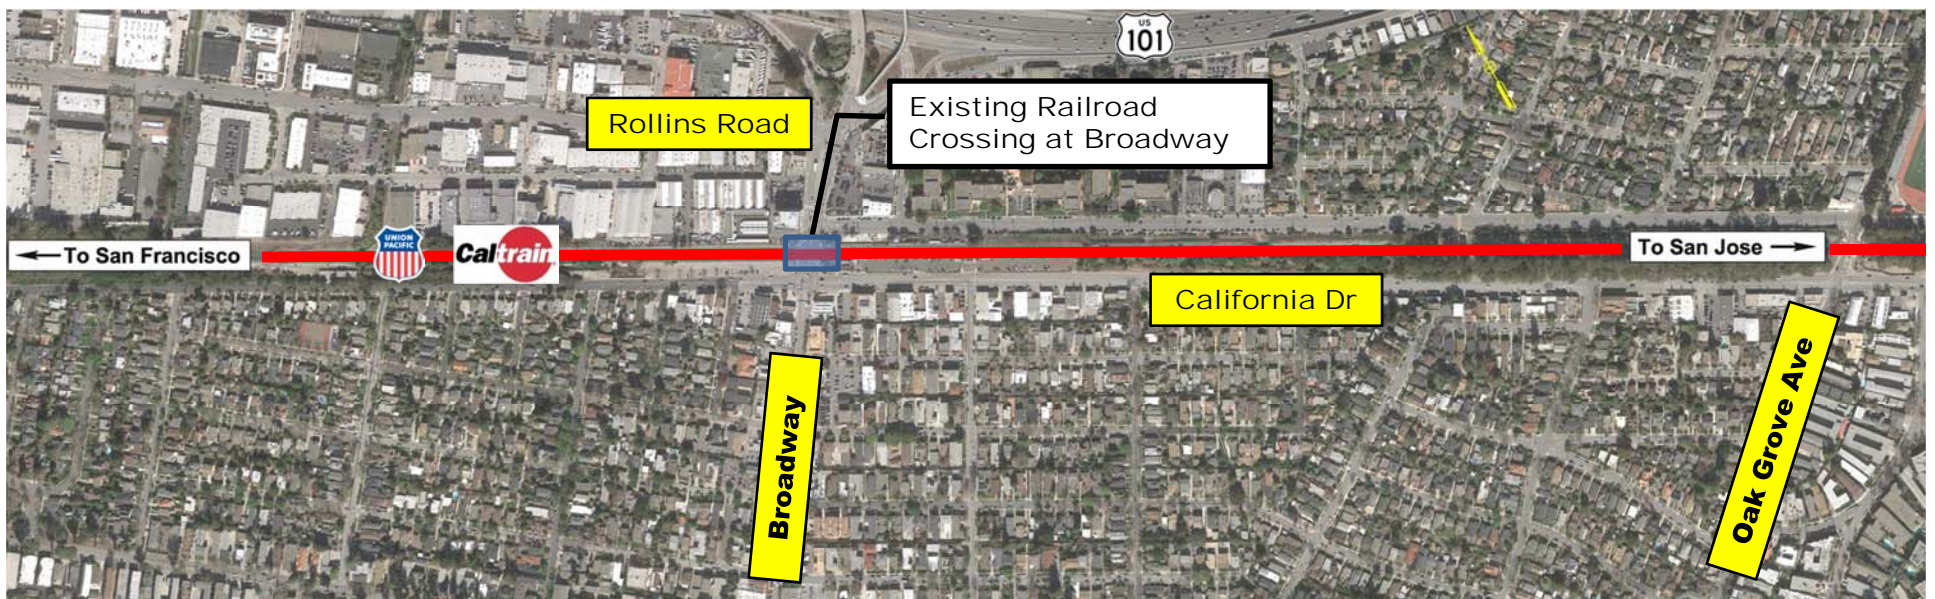 US
101
Existing Railroad
Crossing at Broadway
Rollins Road
To San Francisco
UNION
PACIFIC
Caltrain
To San Jose
California Dr
Broadway
Oak Grove Ave